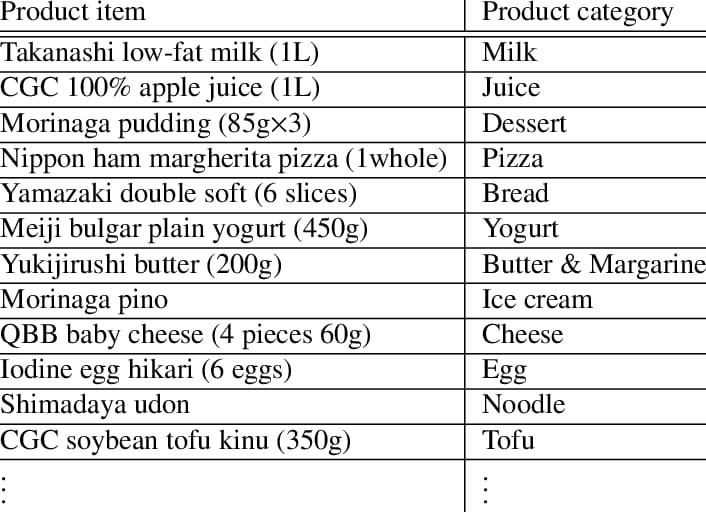 Product item Product category
Takanashi low-fat milk (1L) Milk
CGC 100% apple juice (1L) Juice
Morinaga pudding (85g×3) Dessert
Nippon ham margherita pizza (1whole) Pizza
Yamazaki double soft (6 slices) Bread
Meiji bulgar plain yogurt (450g) Yogurt
Yukijirushi butter (200g) Butter & Margarine
Morinaga pino Ice cream
QBB baby cheese (4 pieces 60g) Cheese
Iodine egg hikari (6 eggs) Egg
Shimadaya udon Noodle
CGC soybean tofu kinu (350g) Tofu
⋮ ⋮